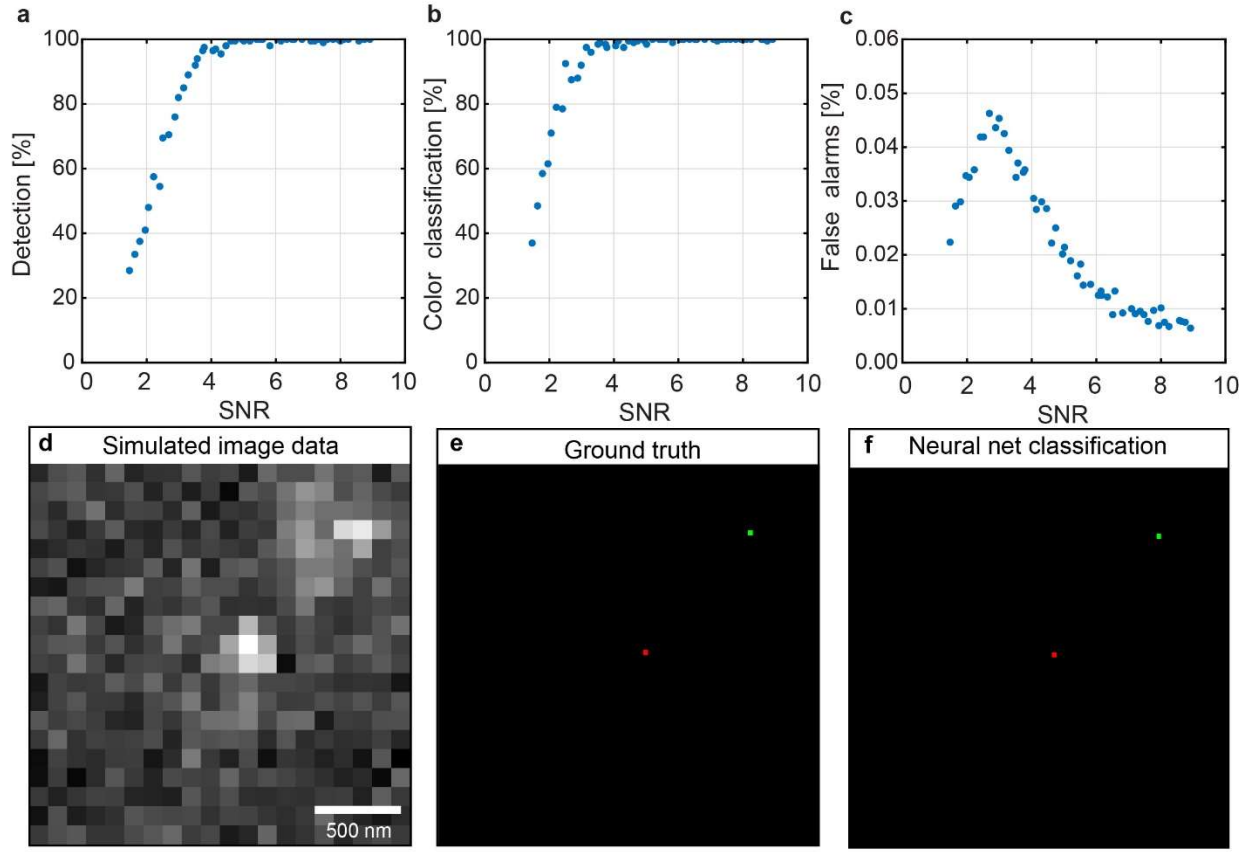 a
100
80
60
40
20
0
Detection [%]
0 2 4 6 8 10
SNR
b
100
80
60
40
20
0
Color classification [%]
0 2 4 6 8 10
SNR
c
0.06
0.05
0.04
0.03
0.02
0.01
0.00
False alarms [%]
0 2 4 6 8 10
SNR
d Simulated image data
500 nm
e Ground truth
f Neural net classification